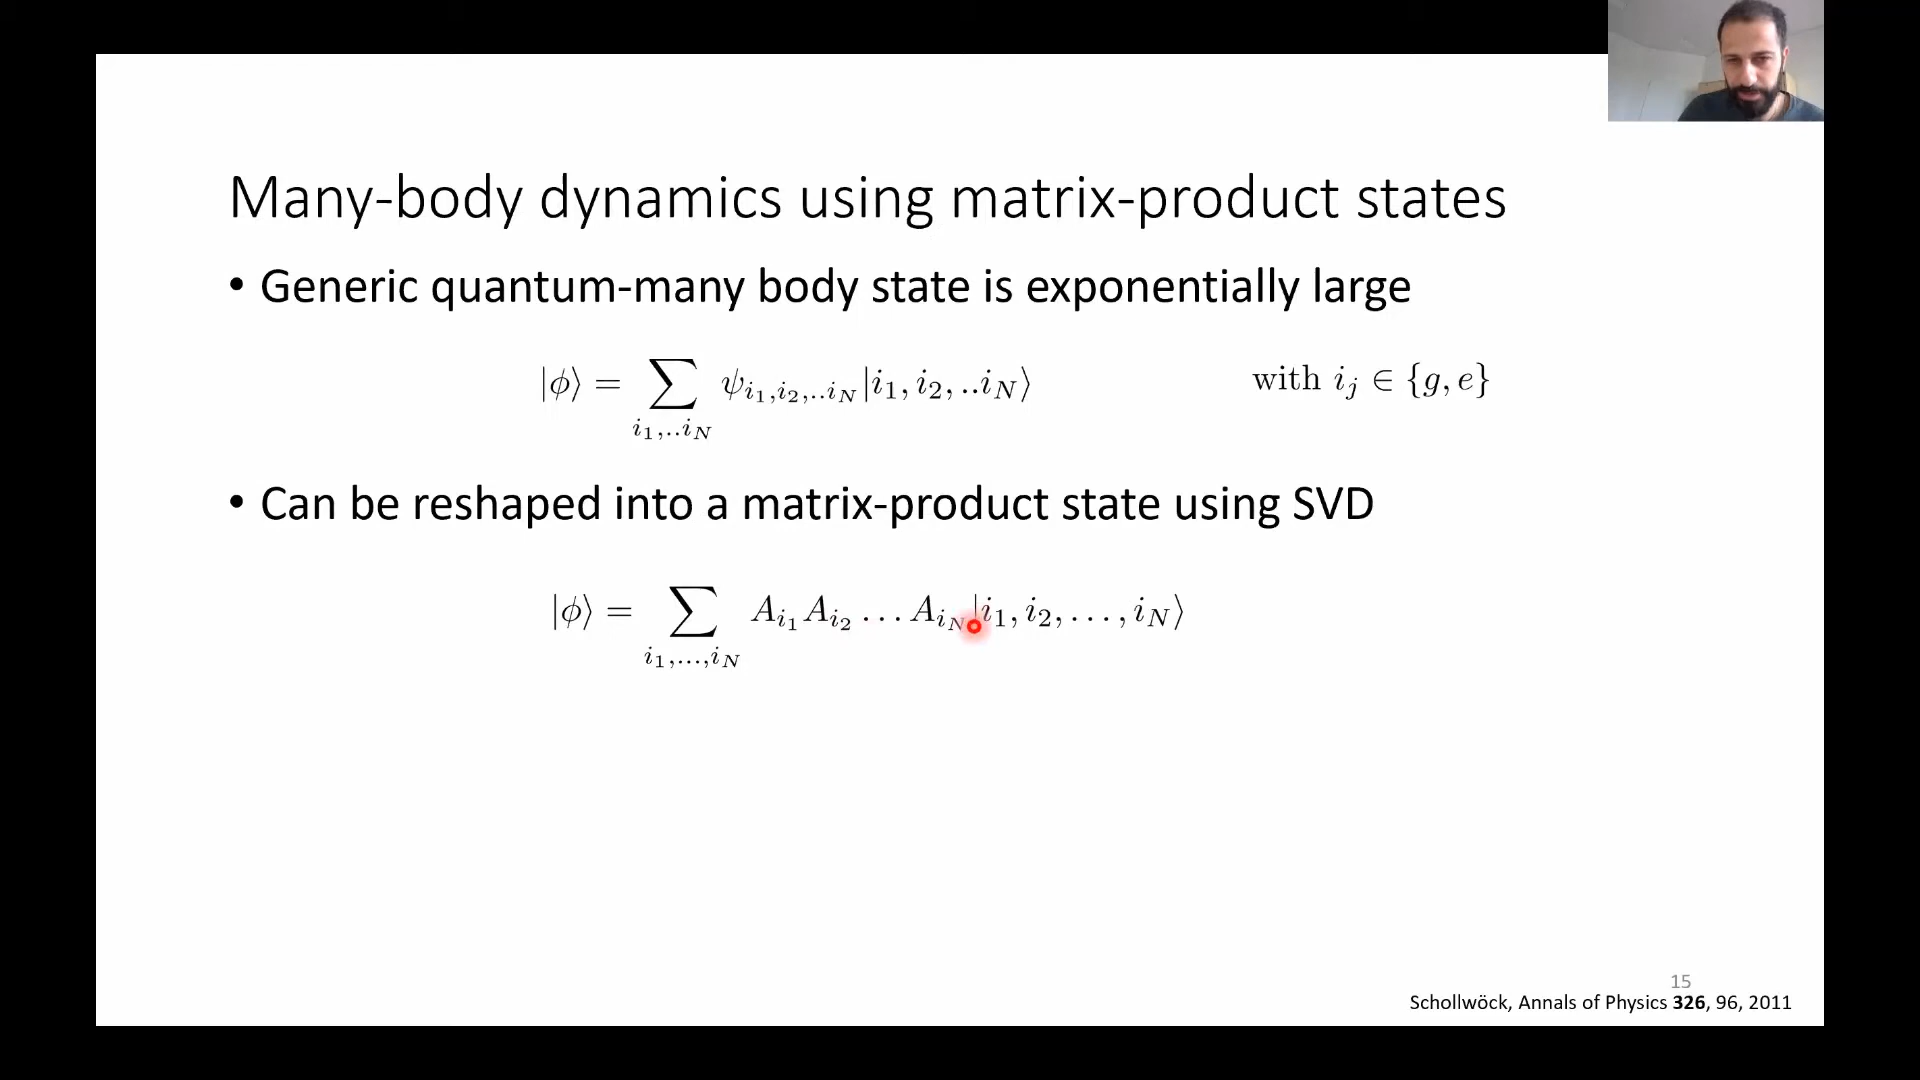 Many-body dynamics using matrix-product states
• Generic quantum-many body state is exponentially large
|ϕ⟩ = ∑_{i_1,..i_N} ψ_{i_1,i_2,..i_N} |i_1, i_2, ..i_N⟩ with i_j ∈ {g, e}
• Can be reshaped into a matrix-product state using SVD
|ϕ⟩ = ∑_{i_1,...,i_N} A_{i_1} A_{i_2} ... A_{i_N} |i_1, i_2, ..., i_N⟩
15
Schollwöck, Annals of Physics 326, 96, 2011